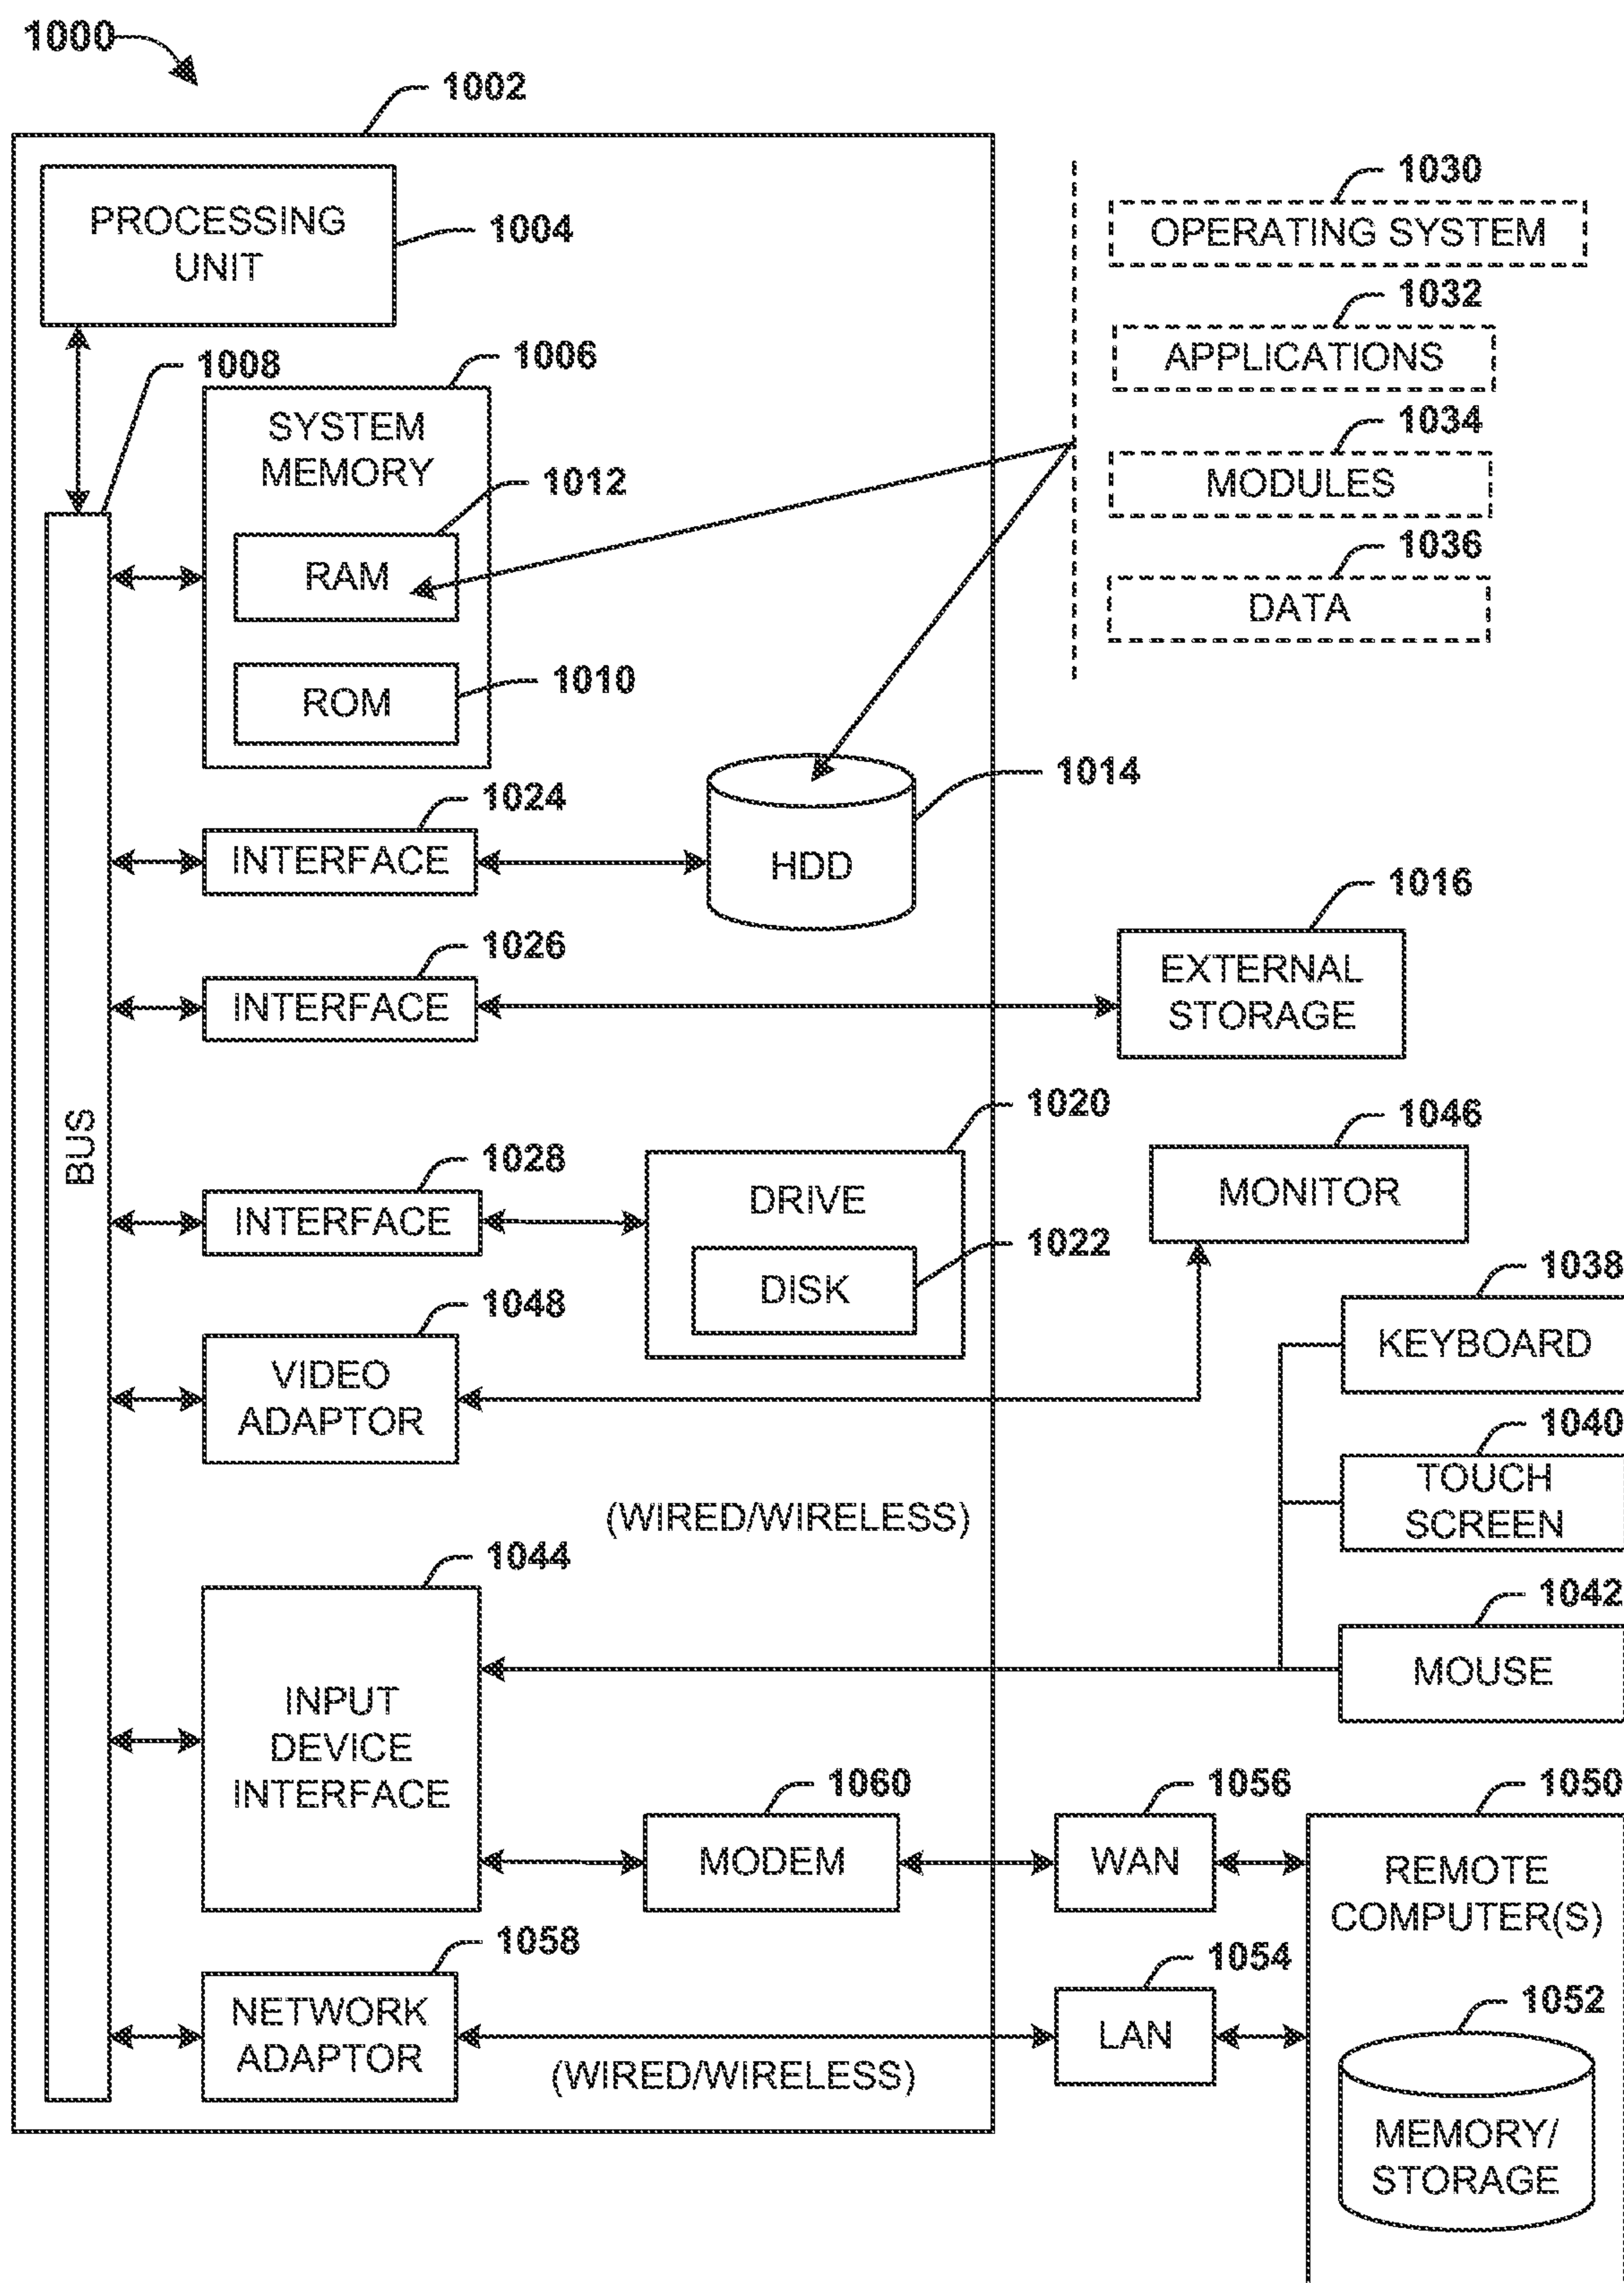 1000
1002
PROCESSING
UNIT
1004
1030
OPERATING SYSTEM
1032
APPLICATIONS
1034
MODULES
1036
DATA
1008
1006
SYSTEM
MEMORY
1012
RAM
1010
ROM
1024
INTERFACE
1014
HDD
1026
INTERFACE
1016
EXTERNAL
STORAGE
BUS
1028
INTERFACE
1020
DRIVE
1022
DISK
1046
MONITOR
1048
VIDEO
ADAPTOR
1038
KEYBOARD
1040
TOUCH
SCREEN
(WIRED/WIRELESS)
1044
INPUT
DEVICE
INTERFACE
1042
MOUSE
1060
MODEM
1056
WAN
1050
REMOTE
COMPUTER(S)
1058
NETWORK
ADAPTOR
(WIRED/WIRELESS)
1054
LAN
1052
MEMORY/
STORAGE